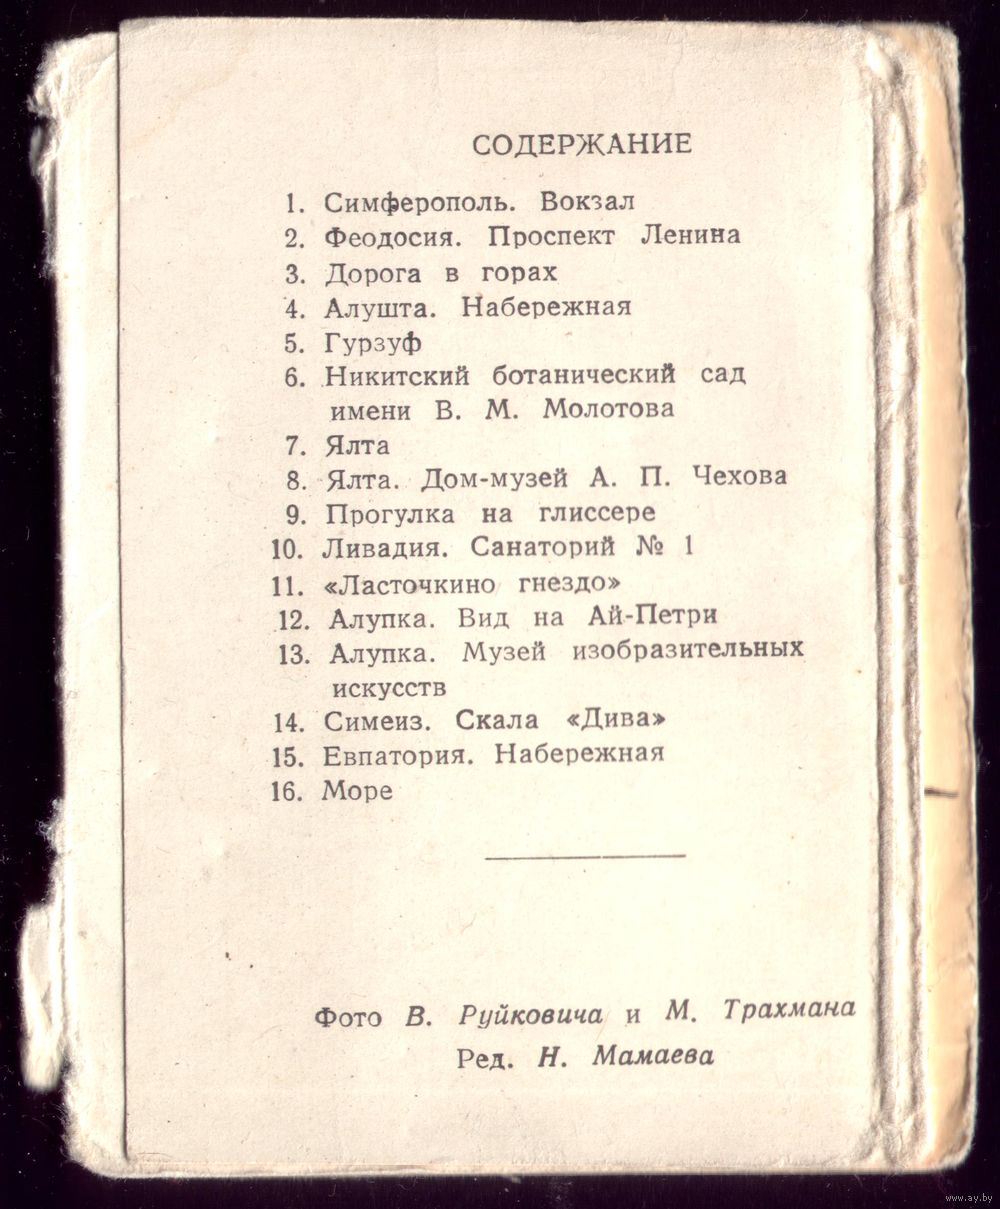 СОДЕРЖАНИЕ
1. Симферополь. Вокзал
2. Феодосия. Проспект Ленина
3. Дорога в горах
4. Алушта. Набережная
5. Гурзуф
6. Никитский ботанический сад
имени В. М. Молотова
7. Ялта
8. Ялта. Дом-музей А. П. Чехова
9. Прогулка на глиссере
10. Ливадия. Санаторий № 1
11. «Ласточкино гнездо»
12. Алупка. Вид на Ай-Петри
13. Алупка. Музей изобразительных
искусств
14. Симеиз. Скала «Дива»
15. Евпатория. Набережная
16. Море
Фото В. Руйковича и М. Трахмана
Ред. Н. Мамаева
www.ay.by